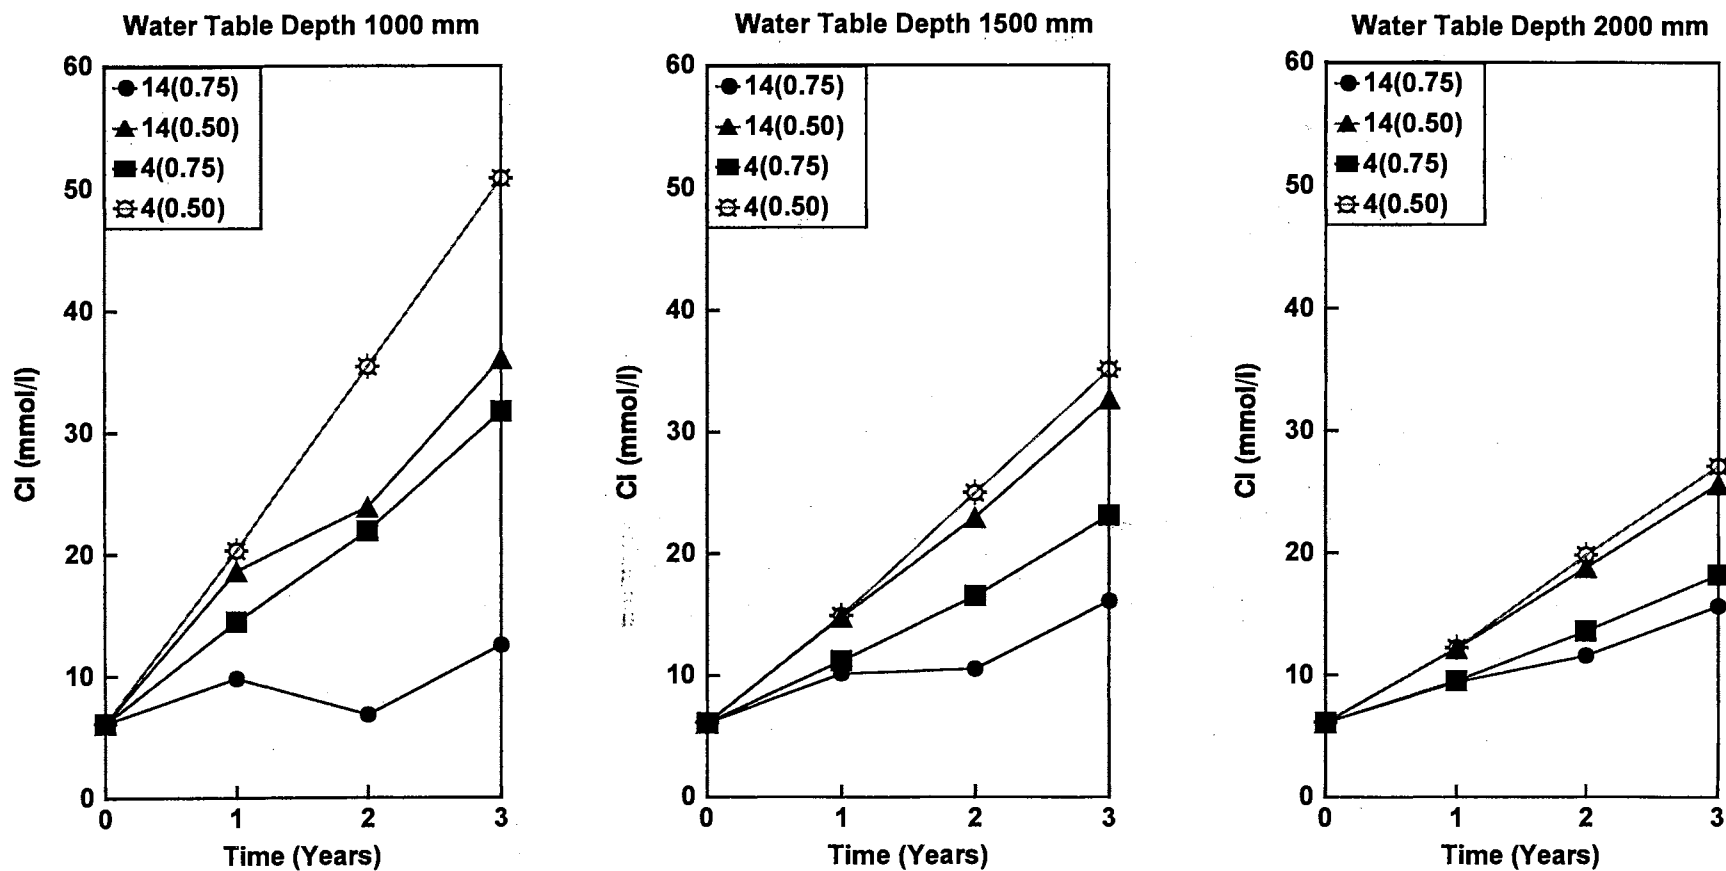 Water Table Depth 1000 mm
60
14(0.75)
14(0.50)
50
4(0.75)
4(0.50)
40
30
20
10
0
Cl (mmol/l)
0 1 2 3
Time (Years)
Water Table Depth 1500 mm
60
14(0.75)
14(0.50)
50
4(0.75)
4(0.50)
40
30
20
10
0
Cl (mmol/l)
0 1 2 3
Time (Years)
Water Table Depth 2000 mm
60
14(0.75)
14(0.50)
50
4(0.75)
4(0.50)
40
30
20
10
0
Cl (mmol/l)
0 1 2 3
Time (Years)